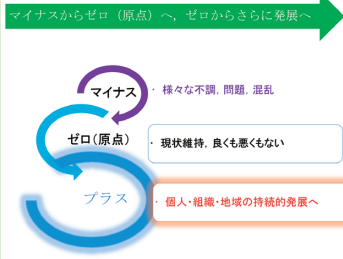 マイナスからゼロ（原点）へ，ゼロからさらに発展へ
マイナス
・ 様々な不調，問題，混乱
ゼロ（原点）
・ 現状維持，良くも悪くもない
プラス
・ 個人・組織・地域の持続的発展へ